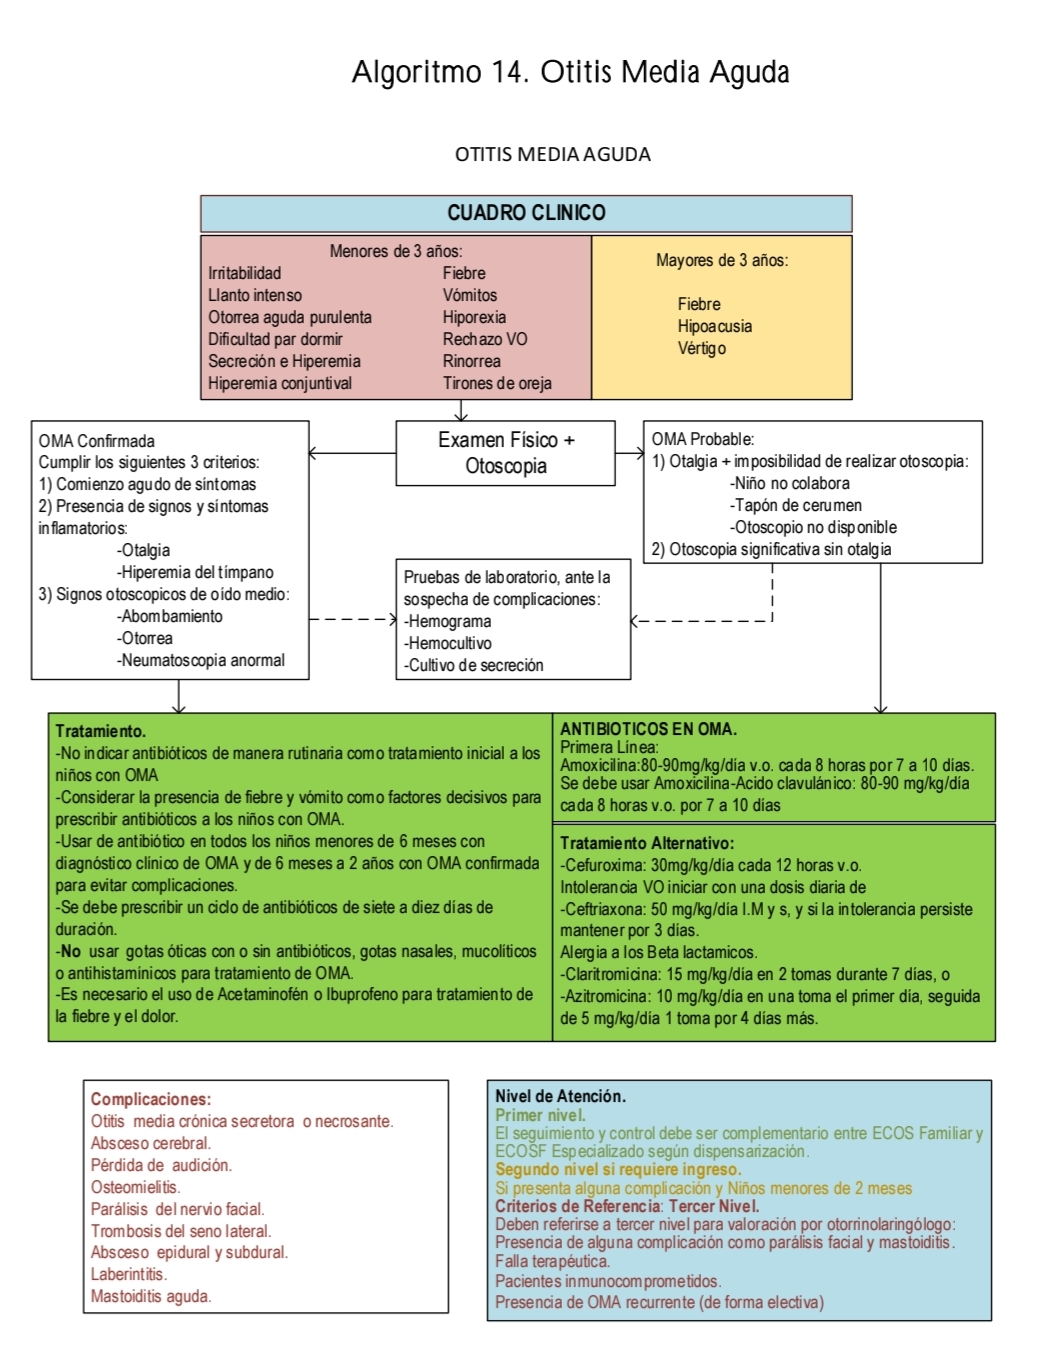 Algoritmo 14. Otitis Media Aguda
OTITIS MEDIA AGUDA
CUADRO CLINICO
Menores de 3 años:
Irritabilidad
Llanto intenso
Otorrea aguda purulenta
Dificultad par dormir
Secreción e Hiperemia
Hiperemia conjuntival
Fiebre
Vómitos
Hiporexia
Rechazo VO
Rinorrea
Tirones de oreja
Mayores de 3 años:
Fiebre
Hipoacusia
Vértigo
Examen Físico +
Otoscopia
OMA Confirmada
Cumplir los siguientes 3 criterios:
1) Comienzo agudo de síntomas
2) Presencia de signos y síntomas
inflamatorios:
-Otalgia
-Hiperemia del tímpano
3) Signos otoscopicos de oído medio:
-Abombamiento
-Otorrea
-Neumatoscopia anormal
OMA Probable:
1) Otalgia + imposibilidad de realizar otoscopia:
-Niño no colabora
-Tapón de cerumen
-Otoscopio no disponible
2) Otoscopia significativa sin otalgia
Pruebas de laboratorio, ante la
sospecha de complicaciones:
-Hemograma
-Hemocultivo
-Cultivo de secreción
Tratamiento.
-No indicar antibióticos de manera rutinaria como tratamiento inicial a los
niños con OMA
-Considerar la presencia de fiebre y vómito como factores decisivos para
prescribir antibióticos a los niños con OMA.
-Usar de antibiótico en todos los niños menores de 6 meses con
diagnóstico clínico de OMA y de 6 meses a 2 años con OMA confirmada
para evitar complicaciones.
-Se debe prescribir un ciclo de antibióticos de siete a diez días de
duración.
-No usar gotas óticas con o sin antibióticos, gotas nasales, mucolíticos
o antihistamínicos para tratamiento de OMA.
-Es necesario el uso de Acetaminofén o Ibuprofeno para tratamiento de
la fiebre y el dolor.
ANTIBIOTICOS EN OMA.
Primera Línea:
Amoxicilina:80-90mg/kg/día v.o. cada 8 horas por 7 a 10 días.
Se debe usar Amoxicilina-Acido clavulánico: 80-90 mg/kg/día
cada 8 horas v.o. por 7 a 10 días
Tratamiento Alternativo:
-Cefuroxima: 30mg/kg/día cada 12 horas v.o.
Intolerancia VO iniciar con una dosis diaria de
-Ceftriaxona: 50 mg/kg/día I.M y s, y si la intolerancia persiste
mantener por 3 días.
Alergia a los Beta lactamicos.
-Claritromicina: 15 mg/kg/día en 2 tomas durante 7 días, o
-Azitromicina: 10 mg/kg/día en una toma el primer día, seguida
de 5 mg/kg/día 1 toma por 4 días más.
Complicaciones:
Otitis media crónica secretora o necrosante.
Absceso cerebral.
Pérdida de audición.
Osteomielitis.
Parálisis del nervio facial.
Trombosis del seno lateral.
Absceso epidural y subdural.
Laberintitis.
Mastoiditis aguda.
Nivel de Atención.
Primer nivel.
El seguimiento y control debe ser complementario entre ECOS Familiar y
ECOSF Especializado según dispensarización.
Segundo nivel si requiere ingreso.
Si presenta alguna complicación y Niños menores de 2 meses
Criterios de Referencia: Tercer Nivel.
Deben referirse a tercer nivel para valoración por otorrinolaringólogo:
Presencia de alguna complicación como parálisis facial y mastoiditis.
Falla terapéutica.
Pacientes inmunocomprometidos.
Presencia de OMA recurrente (de forma electiva)